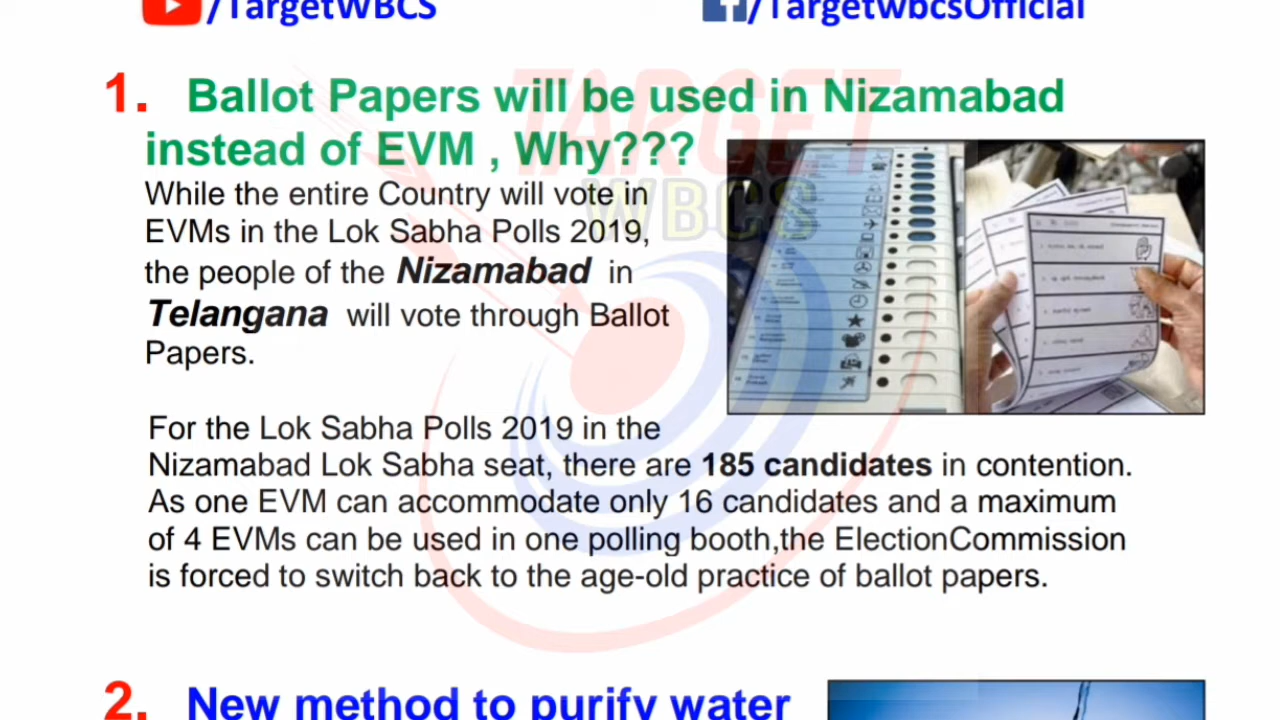 /TargetWBCS
/TargetwbcsOfficial
1. Ballot Papers will be used in Nizamabad
instead of EVM , Why???
While the entire Country will vote in
EVMs in the Lok Sabha Polls 2019,
the people of the Nizamabad in
Telangana will vote through Ballot
Papers.
For the Lok Sabha Polls 2019 in the
Nizamabad Lok Sabha seat, there are 185 candidates in contention.
As one EVM can accommodate only 16 candidates and a maximum
of 4 EVMs can be used in one polling booth,the ElectionCommission
is forced to switch back to the age-old practice of ballot papers.
TARGET
WBCS
2. New method to purify water